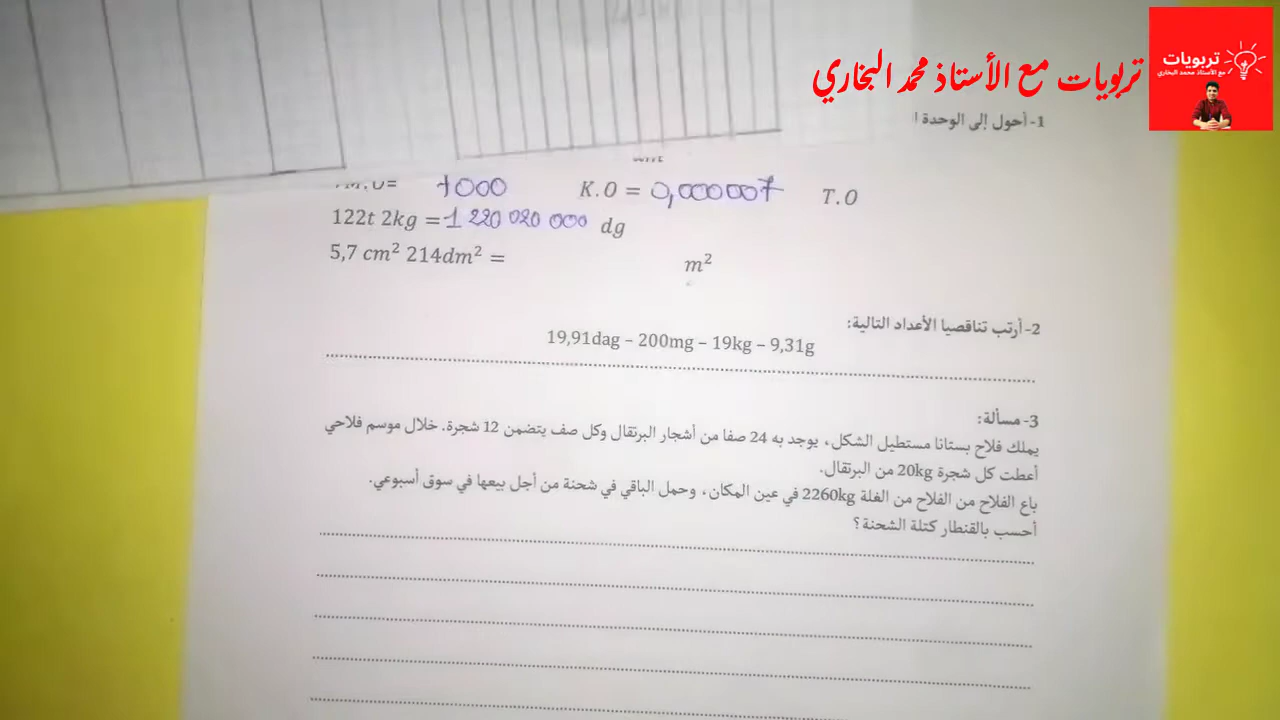 تربويات مع الأستاذ محمد البخاري
تربويات
مع الأستاذ محمد البخاري
1- أحول إلى الوحدة
1000 K.O = 0,000007 T.O
122t 2kg = 1 220 020 000 dg
5,7 cm² 214dm² = m²
2- أرتب تناقصيا الأعداد التالية:
19,91dag – 200mg – 19kg – 9,31g
3- مسألة:
يملك فلاح بستانا مستطيل الشكل، يوجد به 24 صفا من أشجار البرتقال وكل صف يتضمن 12 شجرة. خلال موسم فلاحي
أعطت كل شجرة 20kg من البرتقال.
باع الفلاح من الفلاح من الغلة 2260kg في عين المكان، وحمل الباقي في شحنة من أجل بيعها في سوق أسبوعي.
أحسب بالقنطار كتلة الشحنة؟